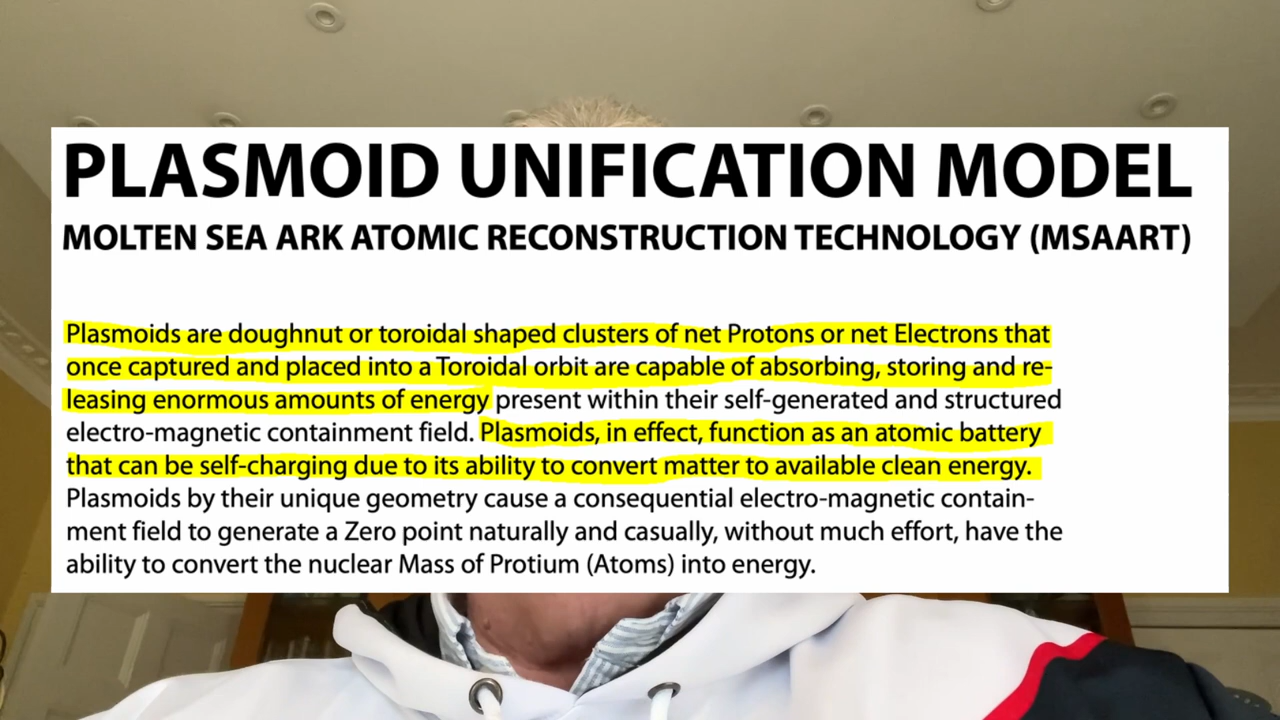 PLASMOID UNIFICATION MODEL
MOLTEN SEA ARK ATOMIC RECONSTRUCTION TECHNOLOGY (MSAART)
Plasmoids are doughnut or toroidal shaped clusters of net Protons or net Electrons that
once captured and placed into a Toroidal orbit are capable of absorbing, storing and re-
leasing enormous amounts of energy present within their self-generated and structured
electro-magnetic containment field. Plasmoids, in effect, function as an atomic battery
that can be self-charging due to its ability to convert matter to available clean energy.
Plasmoids by their unique geometry cause a consequential electro-magnetic contain-
ment field to generate a Zero point naturally and casually, without much effort, have the
ability to convert the nuclear Mass of Protium (Atoms) into energy.